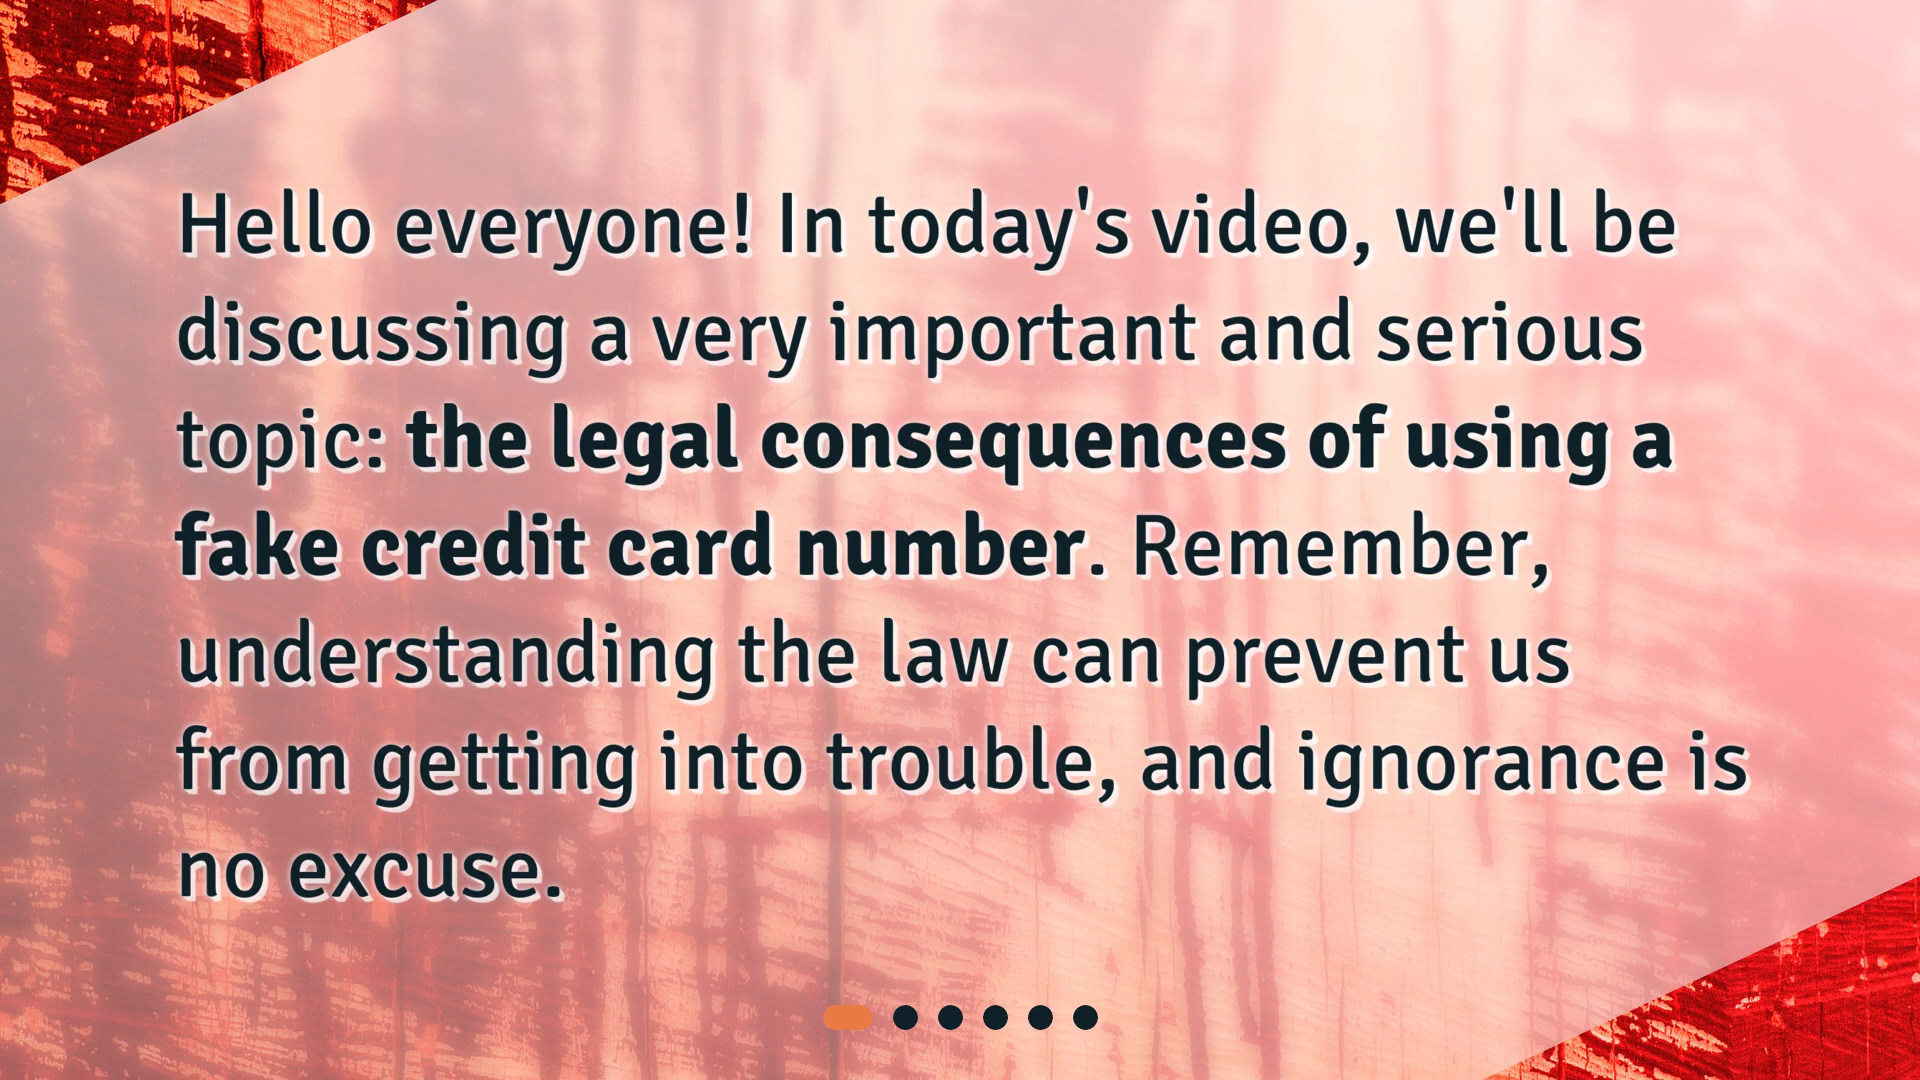 Hello everyone! In today's video, we'll be
discussing a very important and serious
topic: the legal consequences of using a
fake credit card number. Remember,
understanding the law can prevent us
from getting into trouble, and ignorance is
no excuse.